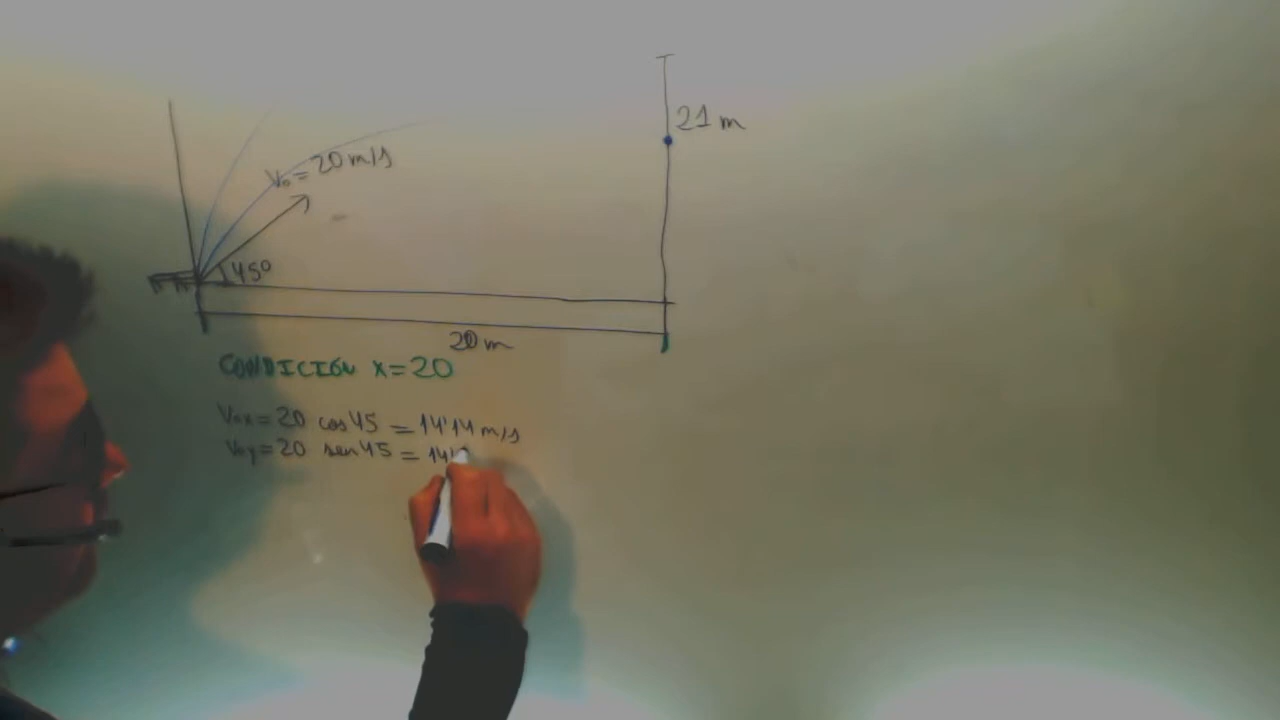 21 m
V₀ = 20 m/s
45°
20 m
CONDICIÓN x=20
V₀x = 20 cos 45 = 14'14 m/s
V₀y = 20 sen 45 = 14'